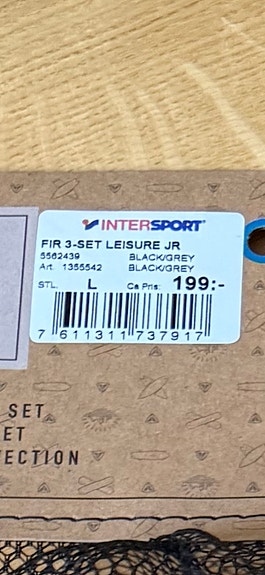 INTERSPORT
FIR 3-SET LEISURE JR
5562439 BLACK/GREY
Art. 1355542 BLACK/GREY
STL. L Ca Pris: 199:-
7 611311 737917
SET
ET
ECTION